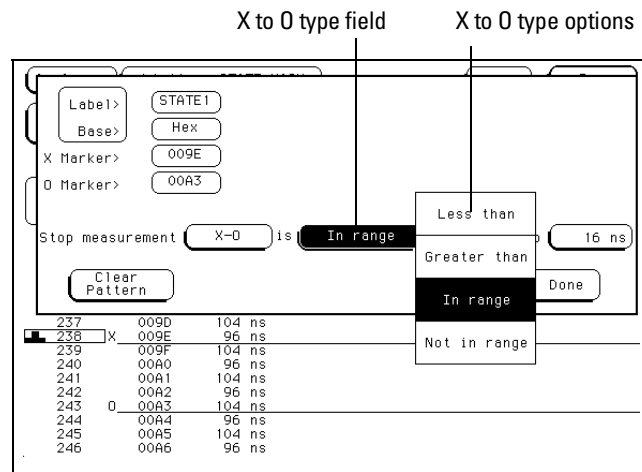 X to O type field X to O type options
Label> STATE1
Base> Hex
X Marker> 009E
O Marker> 00A3
Less than
Stop measurement X-O is In range 16 ns
Greater than
Clear
Pattern
Done
In range
Not in range
237 009D 104 ns
238 X 009E 96 ns
239 009F 104 ns
240 00A0 96 ns
241 00A1 104 ns
242 00A2 96 ns
243 O 00A3 104 ns
244 00A4 96 ns
245 00A5 104 ns
246 00A6 96 ns